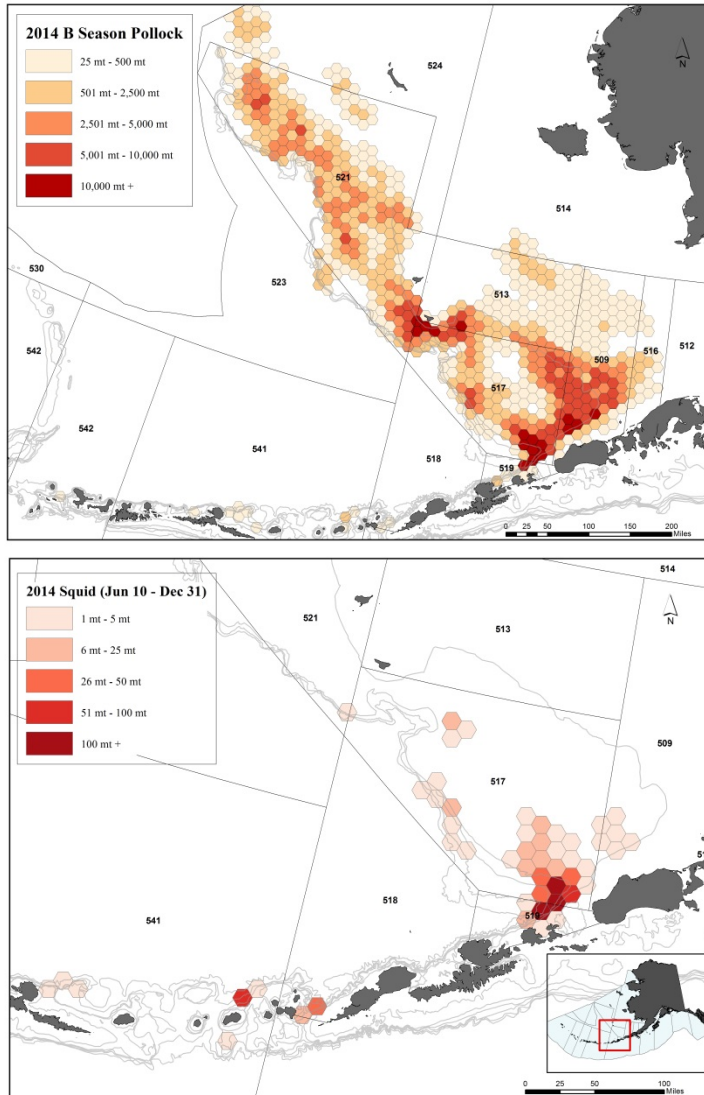 2014 B Season Pollock
25 mt - 500 mt
501 mt - 2,500 mt
2,501 mt - 5,000 mt
5,001 mt - 10,000 mt
10,000 mt +
524
N
521
514
530
523
513
542
509
516
512
517
542
541
518
519
0 25 50 100 150 200
Miles
2014 Squid (Jun 10 - Dec 31)
1 mt - 5 mt
6 mt - 25 mt
26 mt - 50 mt
51 mt - 100 mt
100 mt +
514
521
513
N
509
517
518
519
541
0 25 50 100
Miles